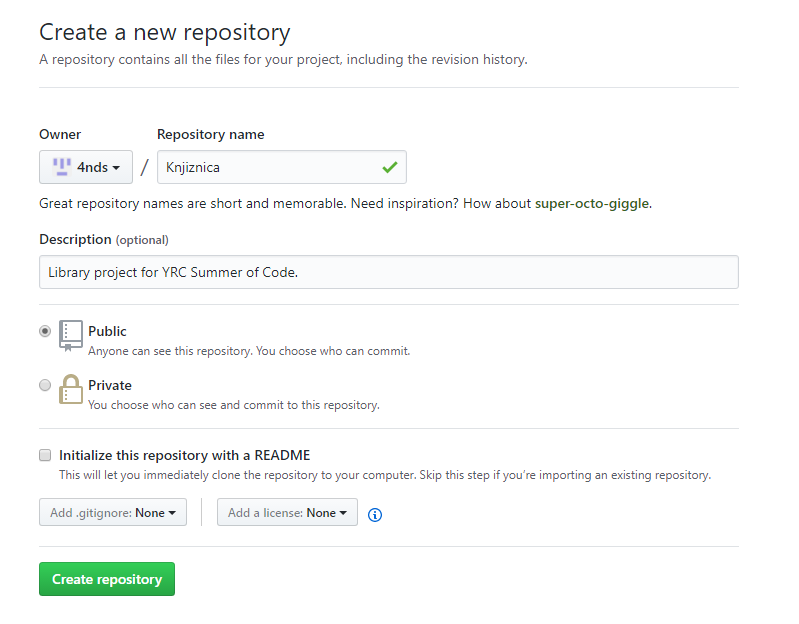 Create a new repository
A repository contains all the files for your project, including the revision history.
Owner Repository name
4nds / Knjiznica
Great repository names are short and memorable. Need inspiration? How about super-octo-giggle.
Description (optional)
Library project for YRC Summer of Code.
Public
Anyone can see this repository. You choose who can commit.
Private
You choose who can see and commit to this repository.
Initialize this repository with a README
This will let you immediately clone the repository to your computer. Skip this step if you’re importing an existing repository.
Add .gitignore: None Add a license: None
Create repository